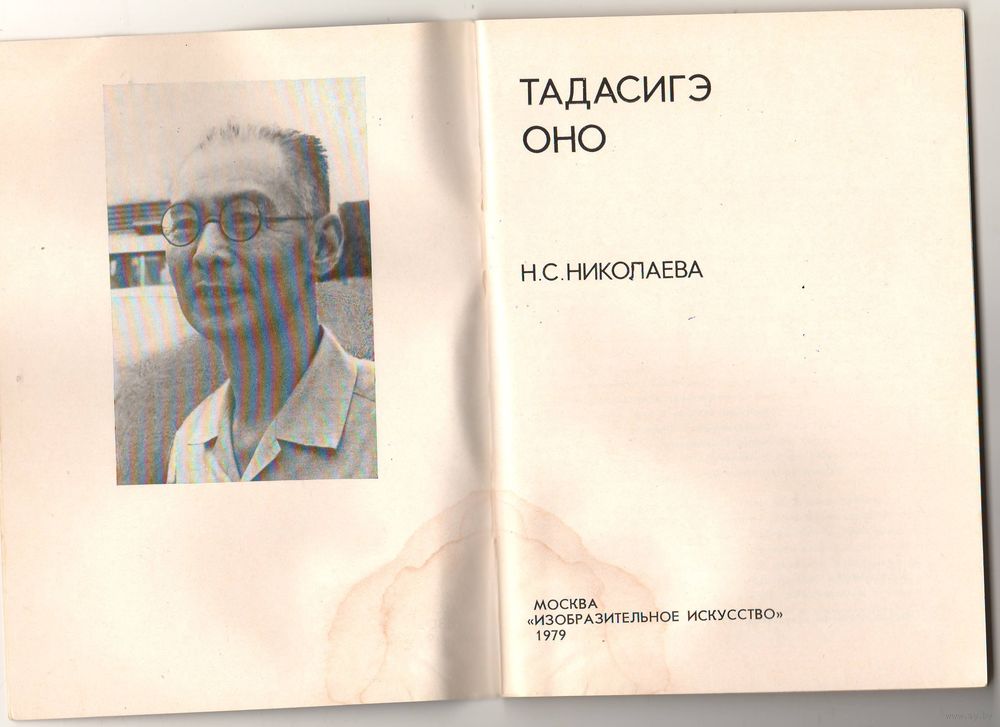 ТАДАСИГЭ
ОНО
Н.С.НИКОЛАЕВА
МОСКВА
«ИЗОБРАЗИТЕЛЬНОЕ ИСКУССТВО»
1979